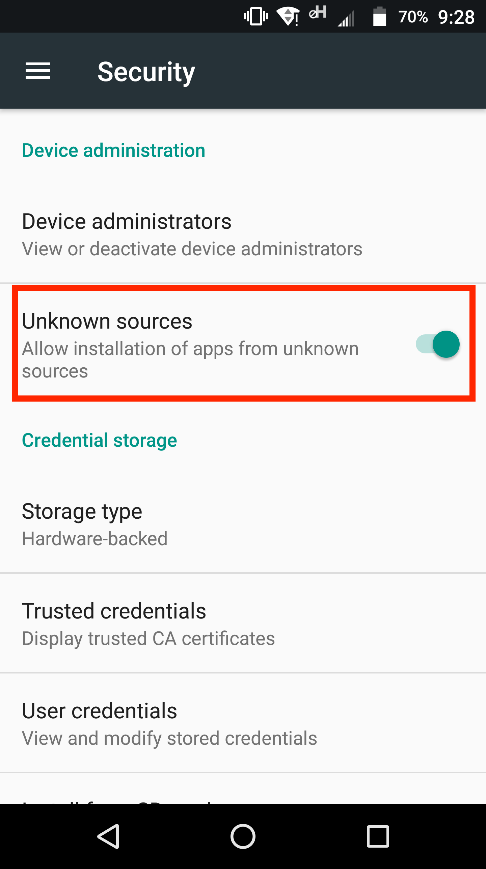 70% 9:28
Security
Device administration
Device administrators
View or deactivate device administrators
Unknown sources
Allow installation of apps from unknown
sources
Credential storage
Storage type
Hardware-backed
Trusted credentials
Display trusted CA certificates
User credentials
View and modify stored credentials